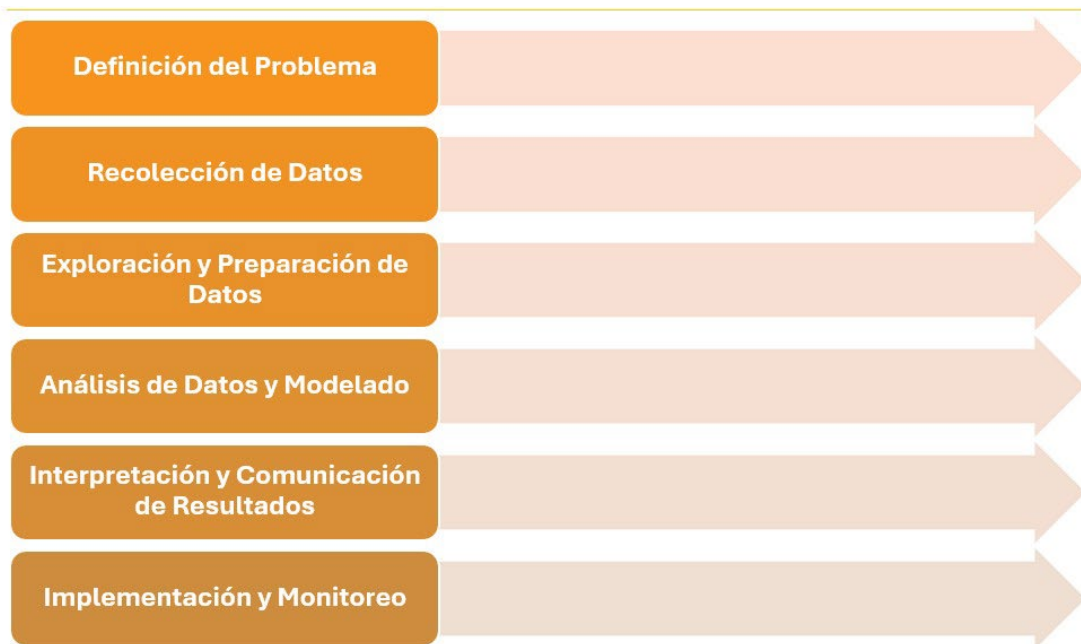 Definición del Problema
Recolección de Datos
Exploración y Preparación de
Datos
Análisis de Datos y Modelado
Interpretación y Comunicación
de Resultados
Implementación y Monitoreo